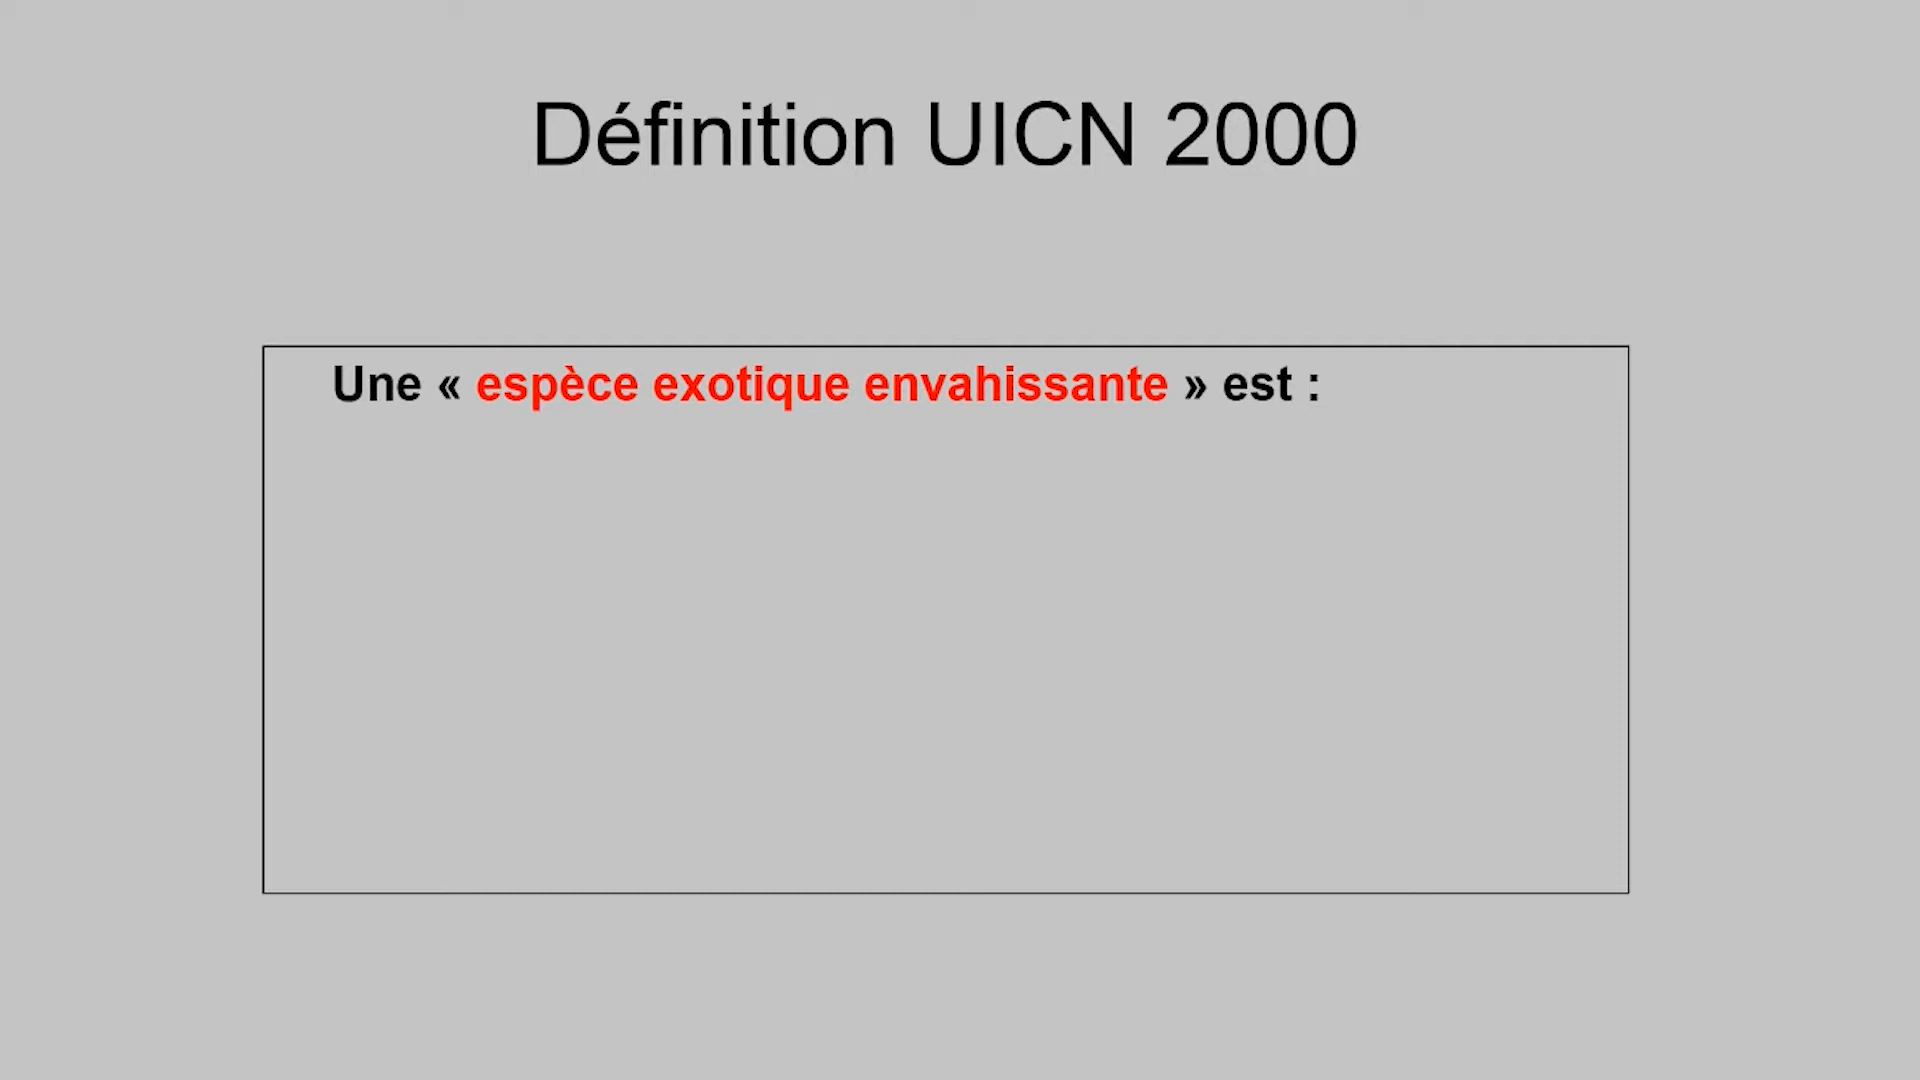 Définition UICN 2000
Une « espèce exotique envahissante » est :